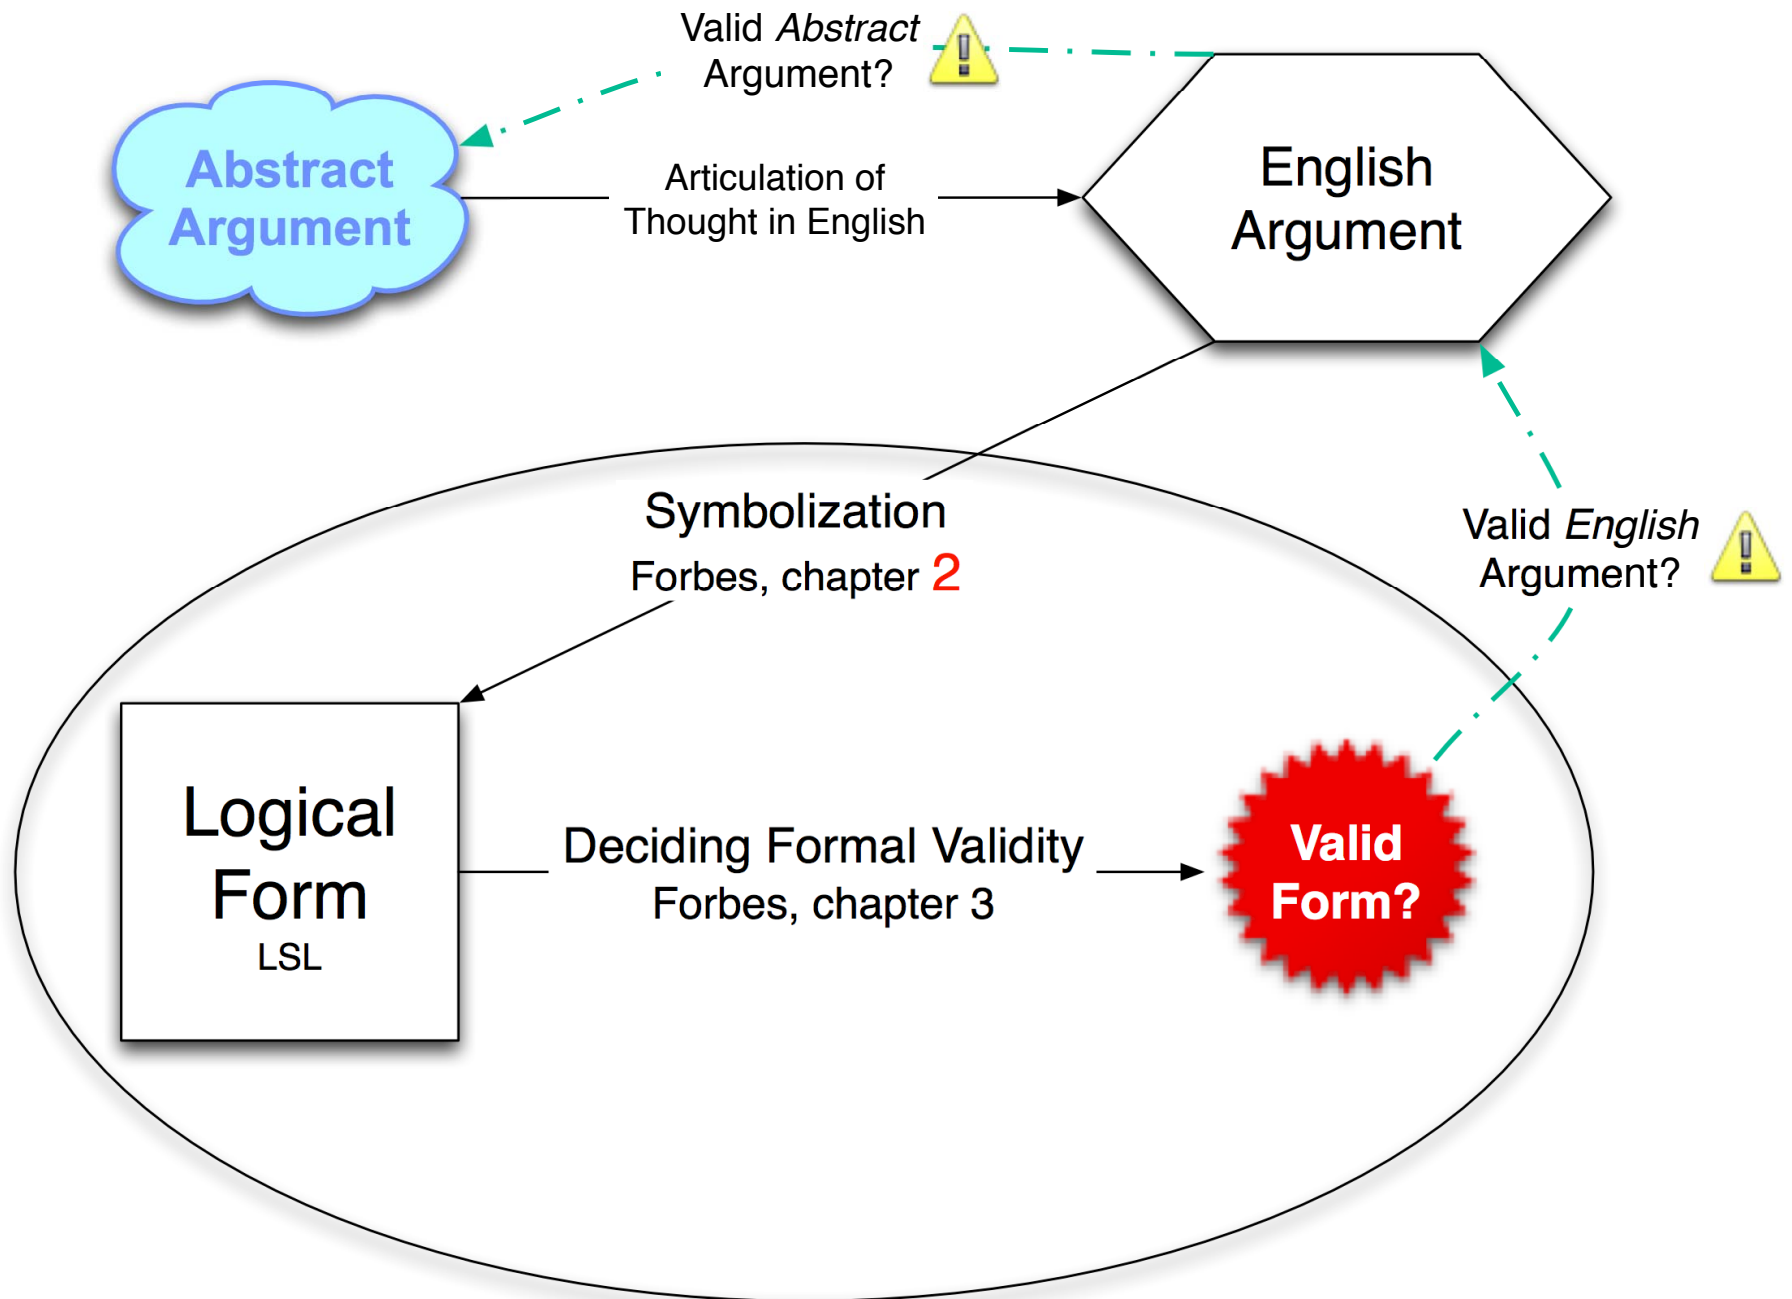 Valid Abstract
Argument?
Abstract
Argument
Articulation of
Thought in English
English
Argument
Symbolization
Forbes, chapter 2
Valid English
Argument?
Logical
Form
LSL
Deciding Formal Validity
Forbes, chapter 3
Valid
Form?